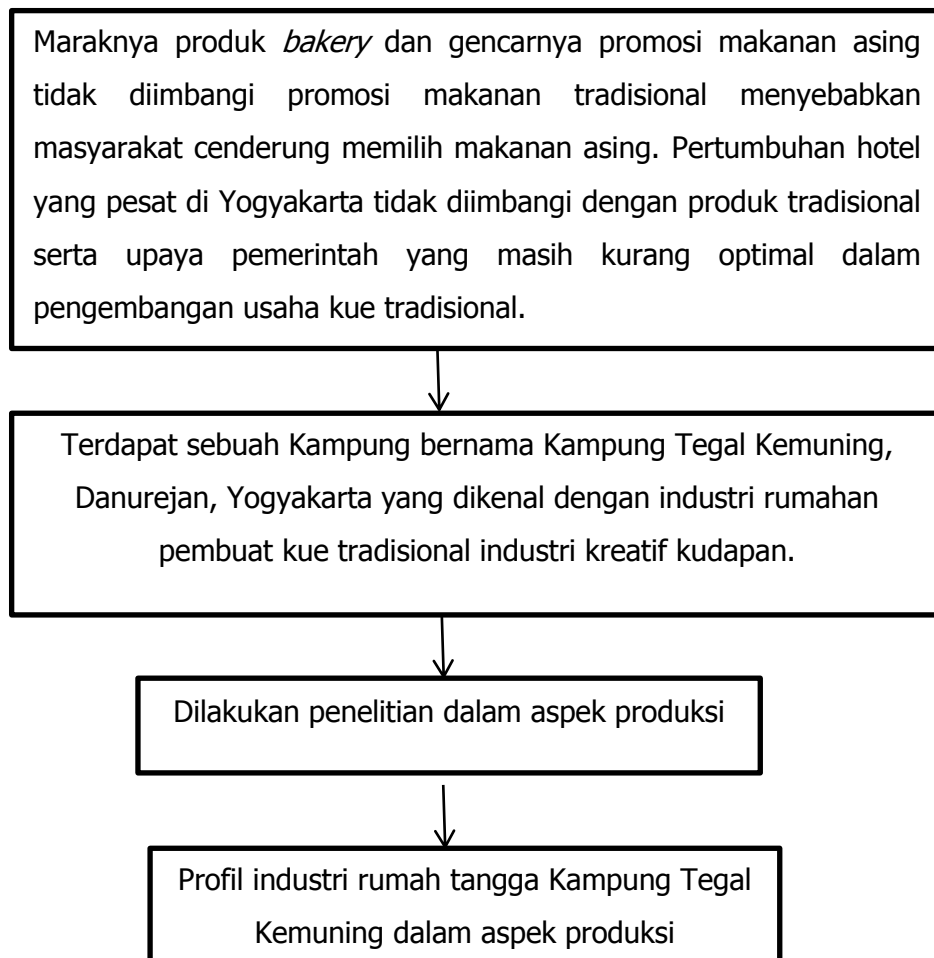 Maraknya produk bakery dan gencarnya promosi makanan asing
tidak diimbangi promosi makanan tradisional menyebabkan
masyarakat cenderung memilih makanan asing. Pertumbuhan hotel
yang pesat di Yogyakarta tidak diimbangi dengan produk tradisional
serta upaya pemerintah yang masih kurang optimal dalam
pengembangan usaha kue tradisional.
Terdapat sebuah Kampung bernama Kampung Tegal Kemuning,
Danurejan, Yogyakarta yang dikenal dengan industri rumahan
pembuat kue tradisional industri kreatif kudapan.
Dilakukan penelitian dalam aspek produksi
Profil industri rumah tangga Kampung Tegal
Kemuning dalam aspek produksi